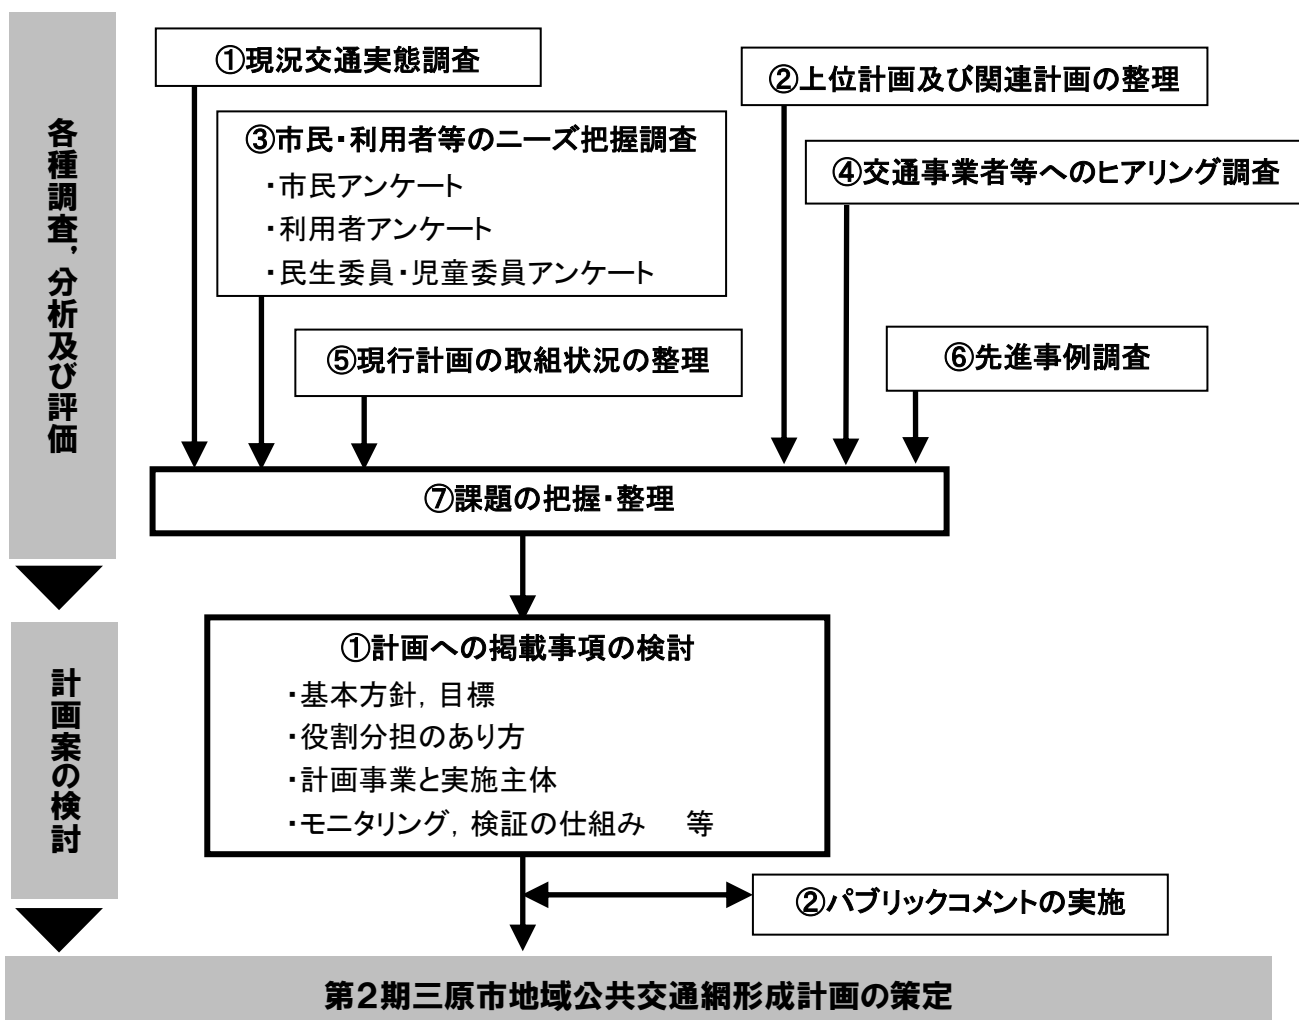 各種調査,分析及び評価
①現況交通実態調査
②上位計画及び関連計画の整理
③市民・利用者等のニーズ把握調査
・市民アンケート
・利用者アンケート
・民生委員・児童委員アンケート
④交通事業者等へのヒアリング調査
⑤現行計画の取組状況の整理
⑥先進事例調査
⑦課題の把握・整理
計画案の検討
①計画への掲載事項の検討
・基本方針,目標
・役割分担のあり方
・計画事業と実施主体
・モニタリング,検証の仕組み 等
②パブリックコメントの実施
第2期三原市地域公共交通網形成計画の策定